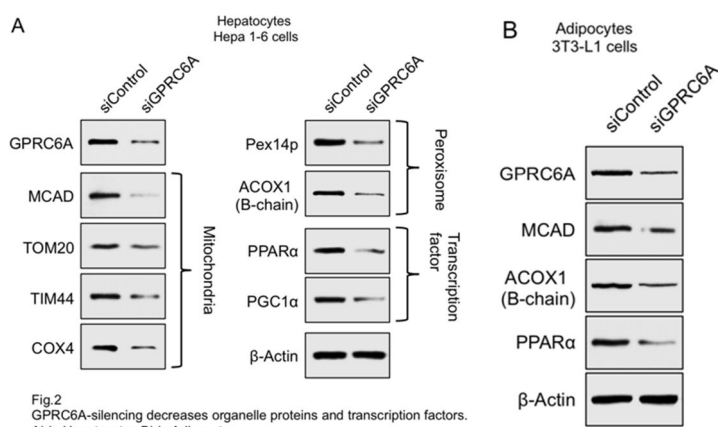 A
Hepatocytes
Hepa 1-6 cells
siControl
siGPRC6A
GPRC6A
MCAD
TOM20
TIM44
COX4
Mitochondria
siControl
siGPRC6A
Pex14p
ACOX1
(B-chain)
Peroxisome
PPARα
PGC1α
Transcription
factor
β-Actin
B
Adipocytes
3T3-L1 cells
siControl
siGPRC6A
GPRC6A
MCAD
ACOX1
(B-chain)
PPARα
β-Actin
Fig.2
GPRC6A-silencing decreases organelle proteins and transcription factors.